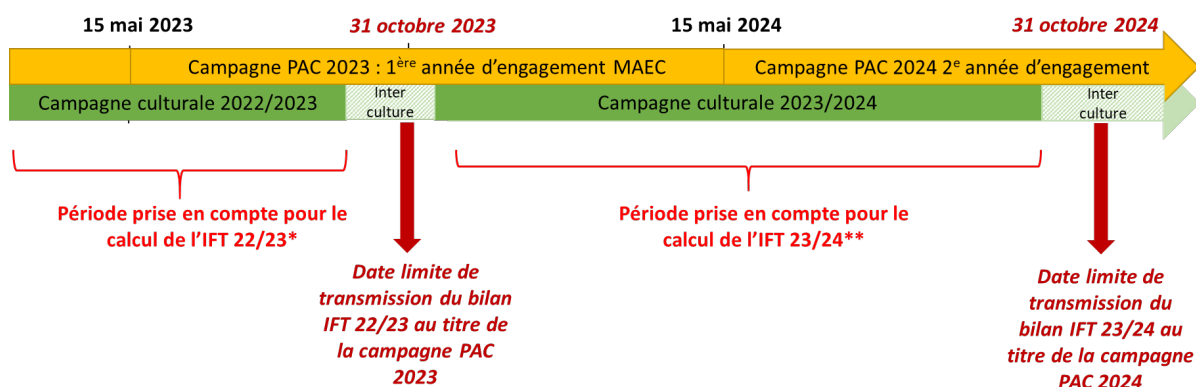 15 mai 2023
31 octobre 2023
15 mai 2024
31 octobre 2024
Campagne PAC 2023 : 1ère année d’engagement MAEC
Campagne PAC 2024 2e année d’engagement
Campagne culturale 2022/2023
Inter
culture
Campagne culturale 2023/2024
Inter
culture
Période prise en compte pour le
calcul de l’IFT 22/23*
Période prise en compte pour le
calcul de l’IFT 23/24**
Date limite de
transmission du bilan
IFT 22/23 au titre de
la campagne PAC
2023
Date limite de
transmission du
bilan IFT 23/24 au
titre de la campagne
PAC 2024